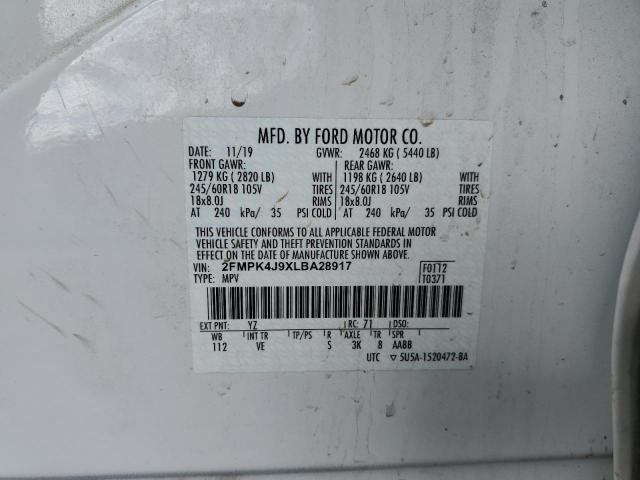 MFD. BY FORD MOTOR CO.
DATE: 11/19 GVWR: 2468 KG ( 5440 LB)
FRONT GAWR: REAR GAWR:
1279 KG ( 2820 LB) WITH 1198 KG ( 2640 LB) WITH
245/60R18 105V TIRES 245/60R18 105V TIRES
18x8.0J RIMS 18x8.0J RIMS
AT 240 kPa/ 35 PSI COLD AT 240 kPa/ 35 PSI COLD
THIS VEHICLE CONFORMS TO ALL APPLICABLE FEDERAL MOTOR
VEHICLE SAFETY AND THEFT PREVENTION STANDARDS IN
EFFECT ON THE DATE OF MANUFACTURE SHOWN ABOVE.
VIN: 2FMPK4J9XLBA28917 F0112
TYPE: MPV T0371
EXT PNT: YZ RC: 71 DSO:
WB INT TR TP/PS R AXLE TR SPR
112 VE S 3K 8 AABB
UTC ▽ 5U5A-1520472-BA